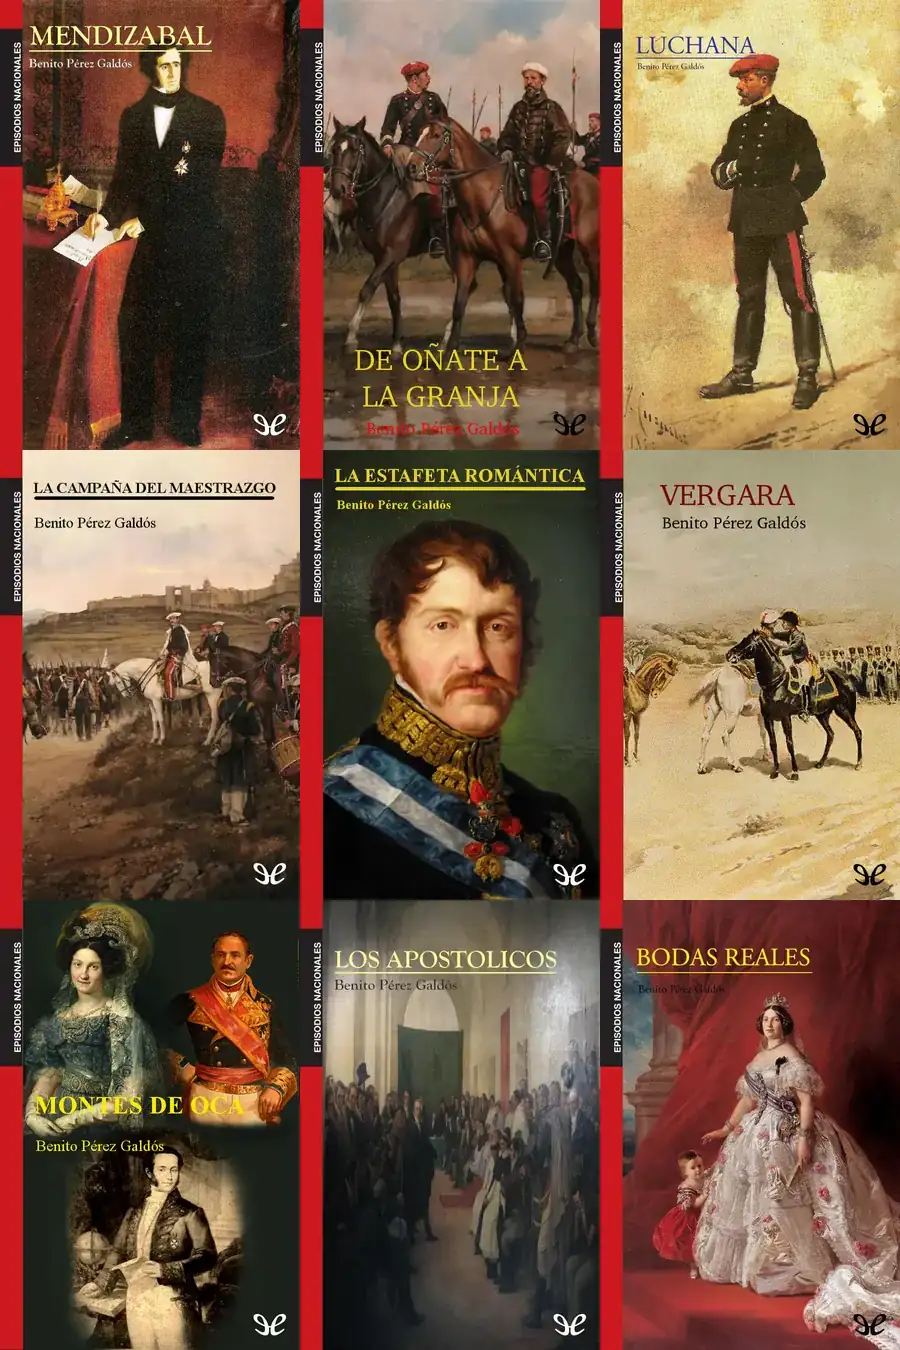 EPISODIOS NACIONALES
MENDIZABAL
Benito Pérez Galdós
EPISODIOS NACIONALES
DE OÑATE A
LA GRANJA
Benito Pérez Galdós
EPISODIOS NACIONALES
LUCHANA
Benito Pérez Galdós
EPISODIOS NACIONALES
LA CAMPAÑA DEL MAESTRAZGO
Benito Pérez Galdós
EPISODIOS NACIONALES
LA ESTAFETA ROMÁNTICA
Benito Pérez Galdós
EPISODIOS NACIONALES
VERGARA
Benito Pérez Galdós
EPISODIOS NACIONALES
MONTES DE OCA
Benito Pérez Galdós
EPISODIOS NACIONALES
LOS APOSTOLICOS
Benito Pérez Galdós
EPISODIOS NACIONALES
BODAS REALES
Benito Pérez Galdós